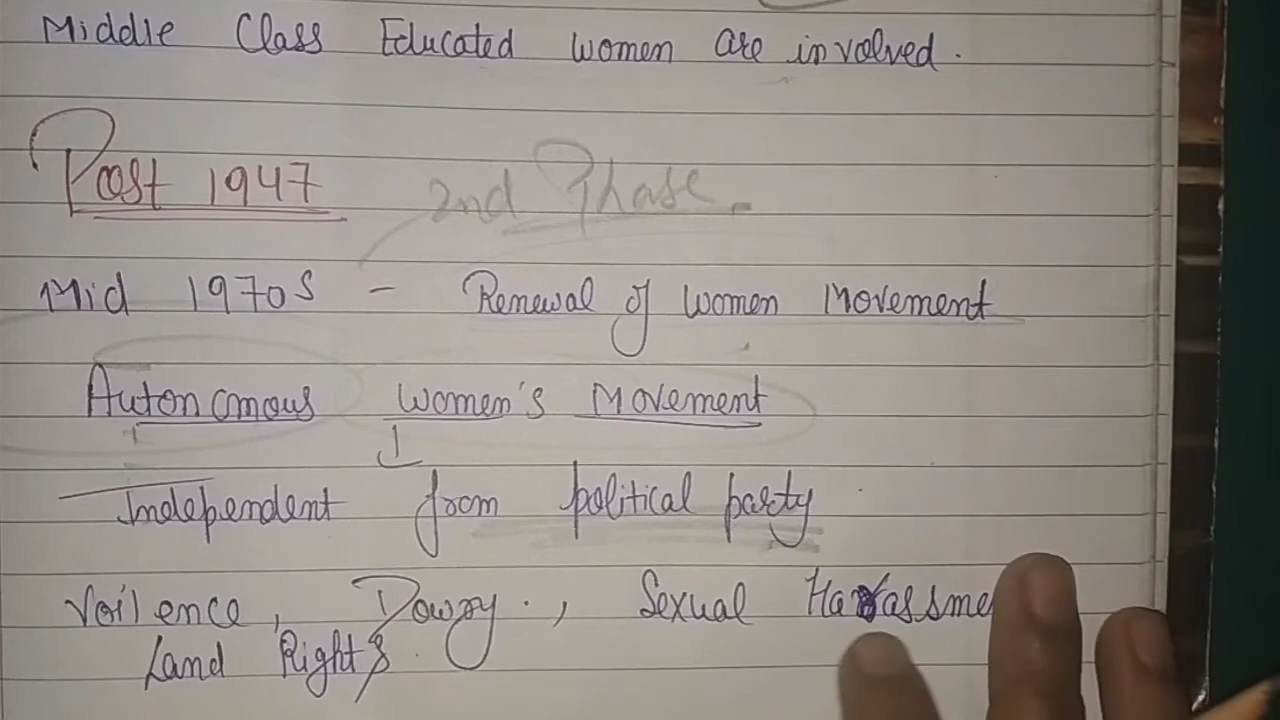 Middle Class Educated women are involved.
Post 1947 2nd Phase.
Mid 1970s - Renewal of women Movement
Autonomous women's Movement
Independent from political party
Voilence, Dowry., Sexual Harassme
Land Rights.